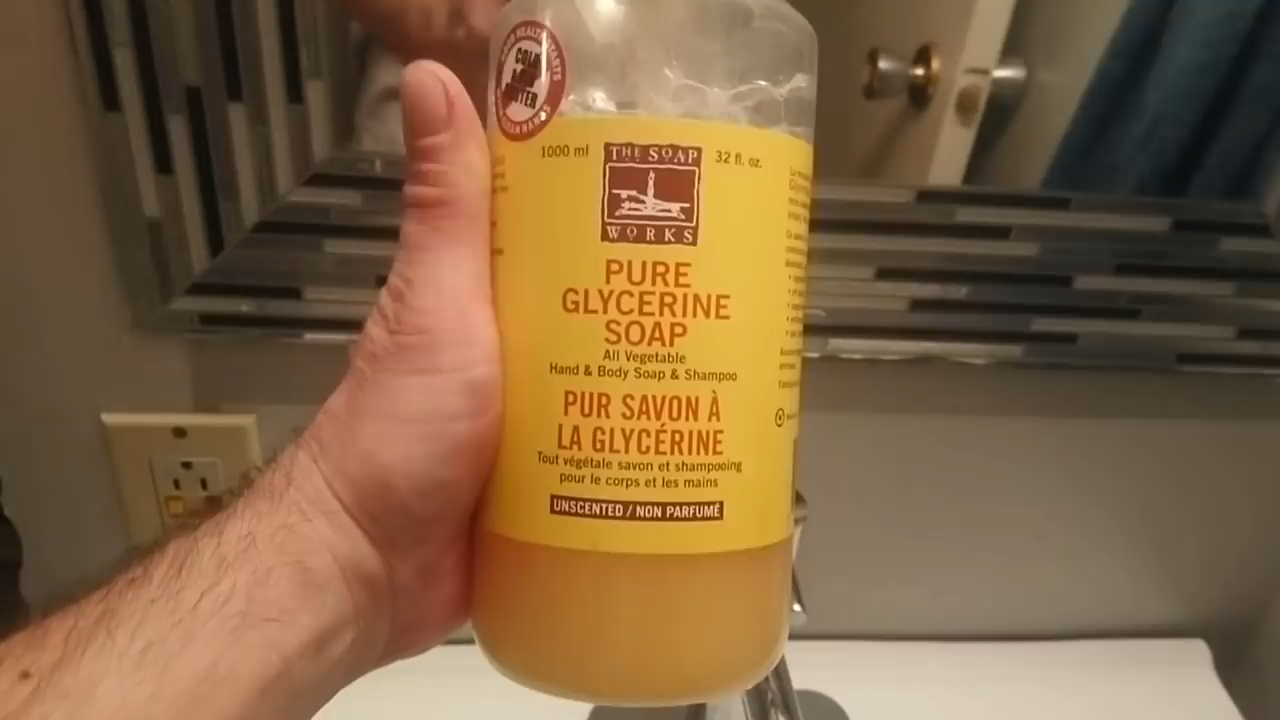 COLD
1000 ml
THE SOAP
WORKS
32 fl. oz.
PURE
GLYCERINE
SOAP
All Vegetable
Hand & Body Soap & Shampoo
PUR SAVON À
LA GLYCÉRINE
Tout végétale savon et shampooing
pour le corps et les mains
UNSCENTED / NON PARFUMÉ